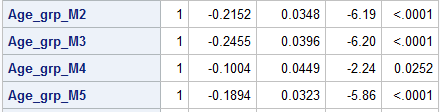 Age_grp_M2 1 -0.2152 0.0348 -6.19 <.0001
Age_grp_M3 1 -0.2455 0.0396 -6.20 <.0001
Age_grp_M4 1 -0.1004 0.0449 -2.24 0.0252
Age_grp_M5 1 -0.1894 0.0323 -5.86 <.0001